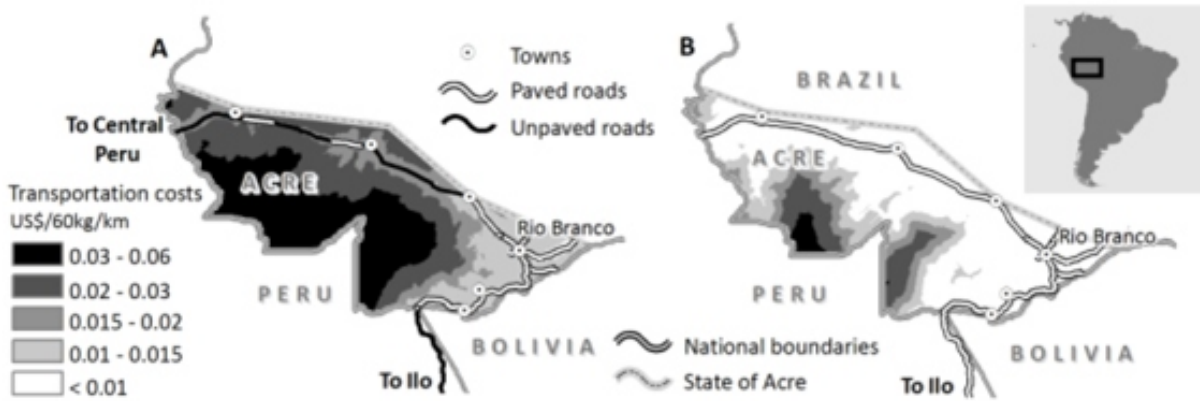 A
Towns
Paved roads
Unpaved roads
To Central
Peru
ACRE
Transportation costs
US$/60kg/km
0.03 - 0.06
0.02 - 0.03
0.015 - 0.02
0.01 - 0.015
< 0.01
Rio Branco
PERU
BOLIVIA
To Ilo
B
BRAZIL
ACRE
Rio Branco
PERU
BOLIVIA
National boundaries
State of Acre
To Ilo